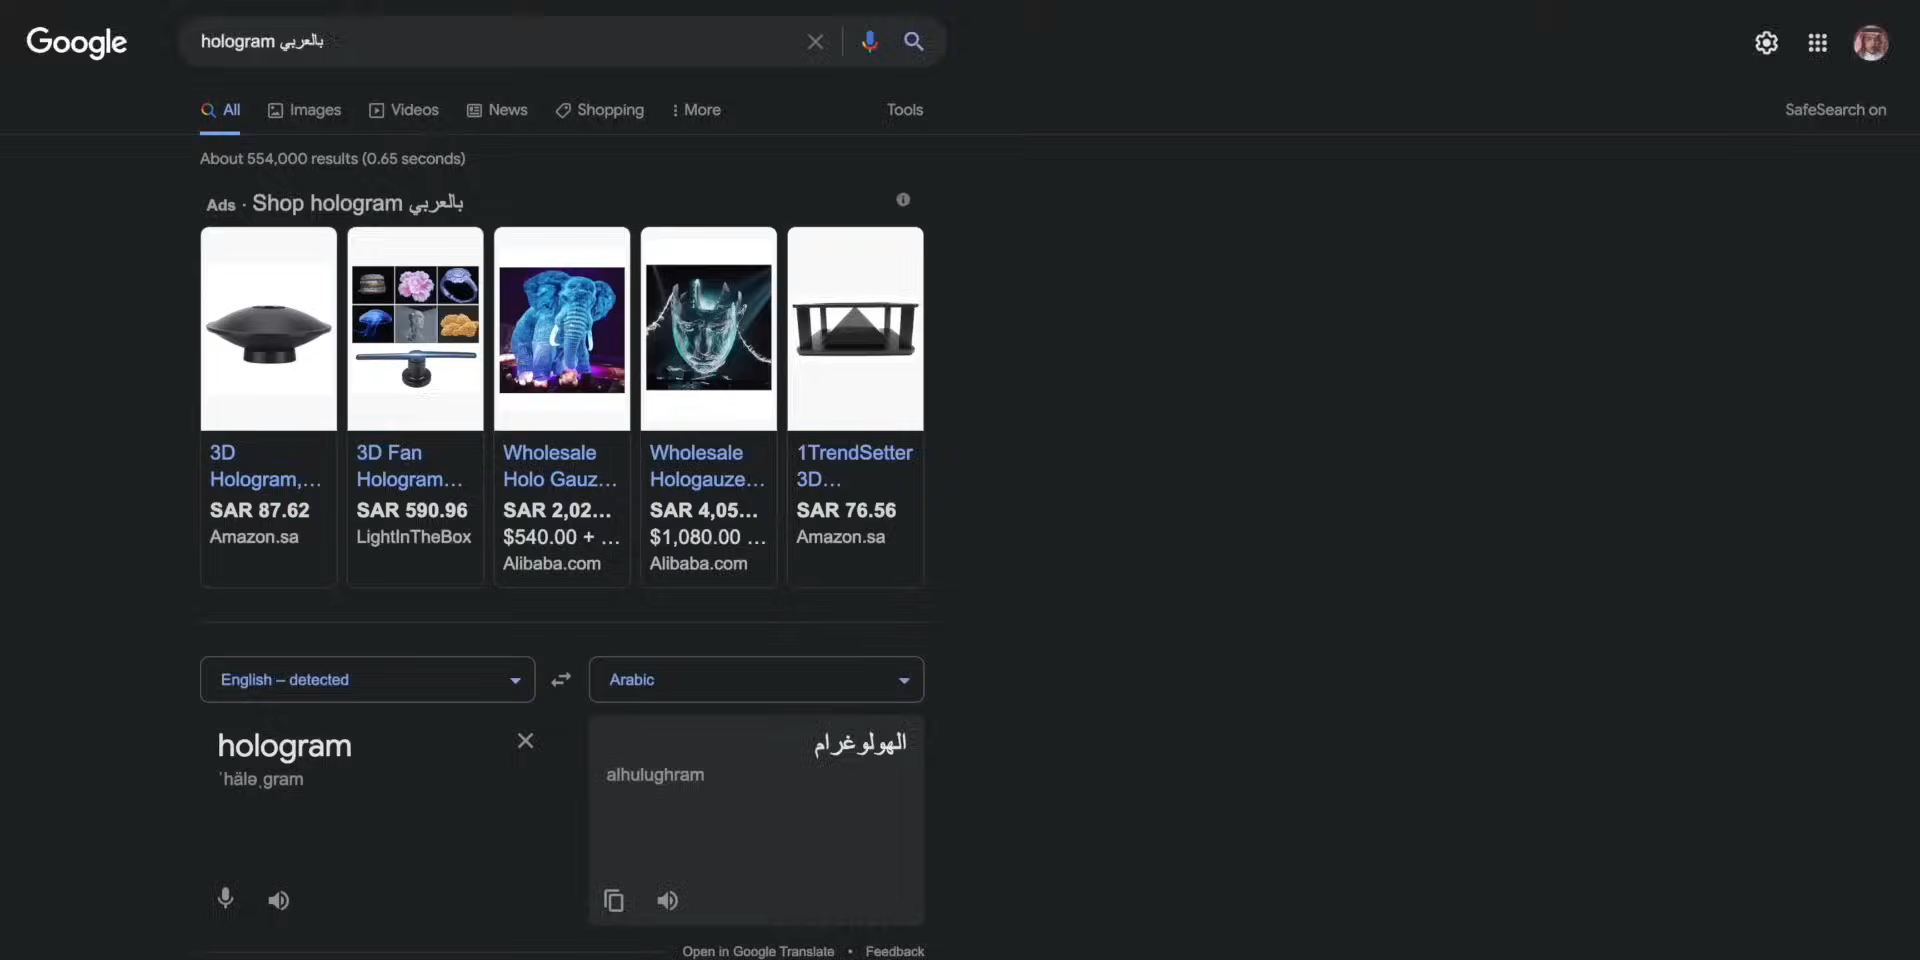 Google
hologram بالعربي
All Images Videos News Shopping More Tools SafeSearch on
About 554,000 results (0.65 seconds)
Ads · Shop hologram بالعربي
3D Hologram,...
SAR 87.62
Amazon.sa
3D Fan Hologram...
SAR 590.96
LightInTheBox
Wholesale Holo Gauz...
SAR 2,02...
$540.00 + ...
Alibaba.com
Wholesale Hologauze...
SAR 4,05...
$1,080.00 ...
Alibaba.com
1TrendSetter 3D...
SAR 76.56
Amazon.sa
English – detected
Arabic
hologram
ˈhäləˌgram
الهولوغرام
alhulughram
Open in Google Translate • Feedback